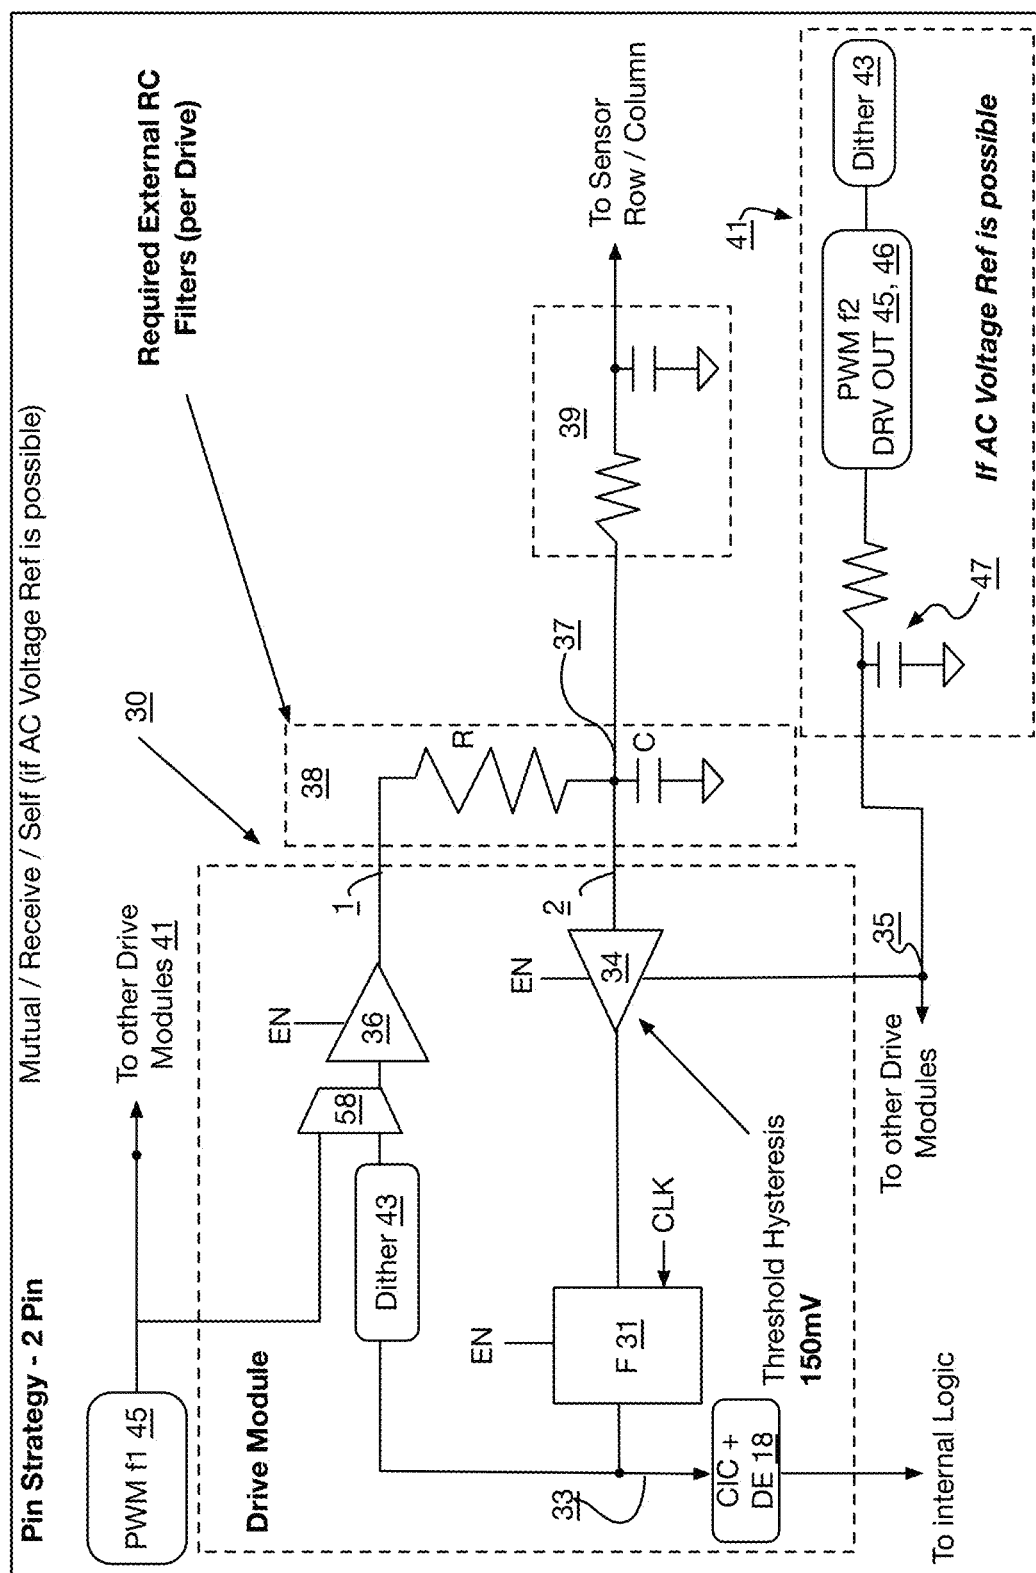 Pin Strategy - 2 Pin
Mutual / Receive / Self (if AC Voltage Ref is possible)
PWM f1 45
To other Drive
Modules 41
30
Required External RC
Filters (per Drive)
Drive Module
Dither 43
58
EN
36
1
38
R
C
37
39
To Sensor
Row / Column
EN
F 31
CLK
EN
34
2
33
CIC +
DE 18
Threshold Hysteresis
150mV
To internal Logic
To other Drive
Modules
35
47
41
PWM f2
DRV OUT 45, 46
Dither 43
If AC Voltage Ref is possible